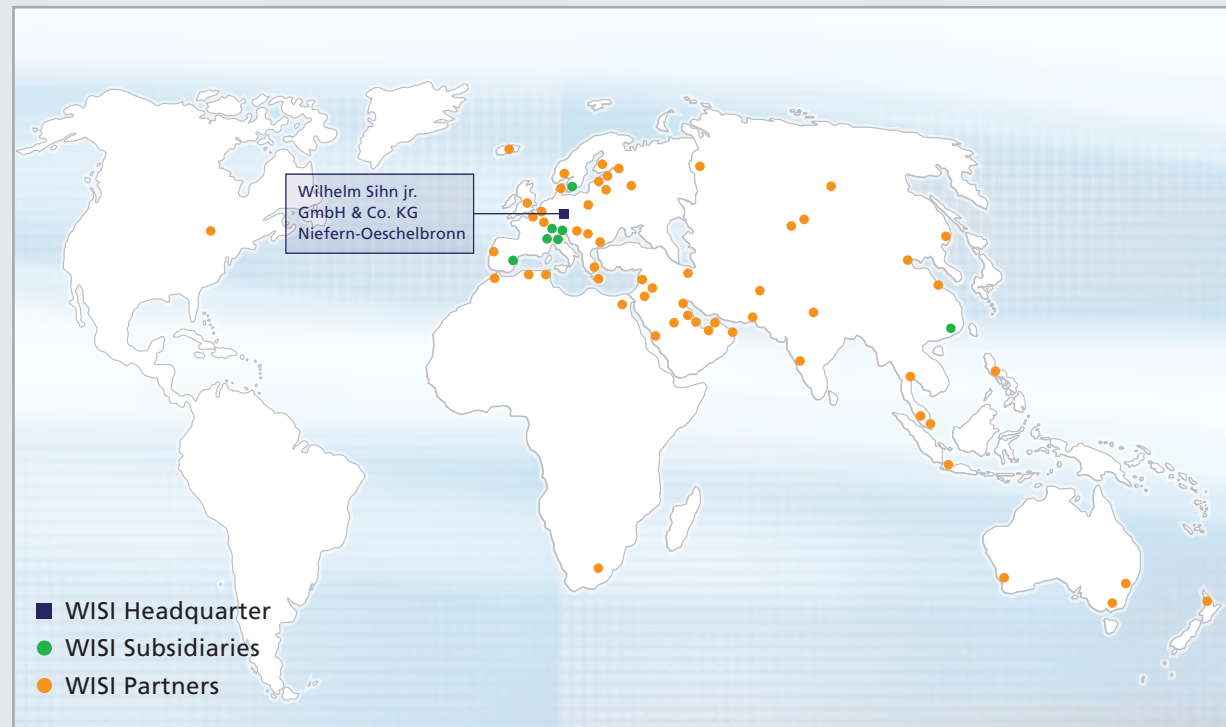 Wilhelm Sihn jr.
GmbH & Co. KG
Niefern-Oeschelbronn
WISI Headquarter
WISI Subsidiaries
WISI Partners